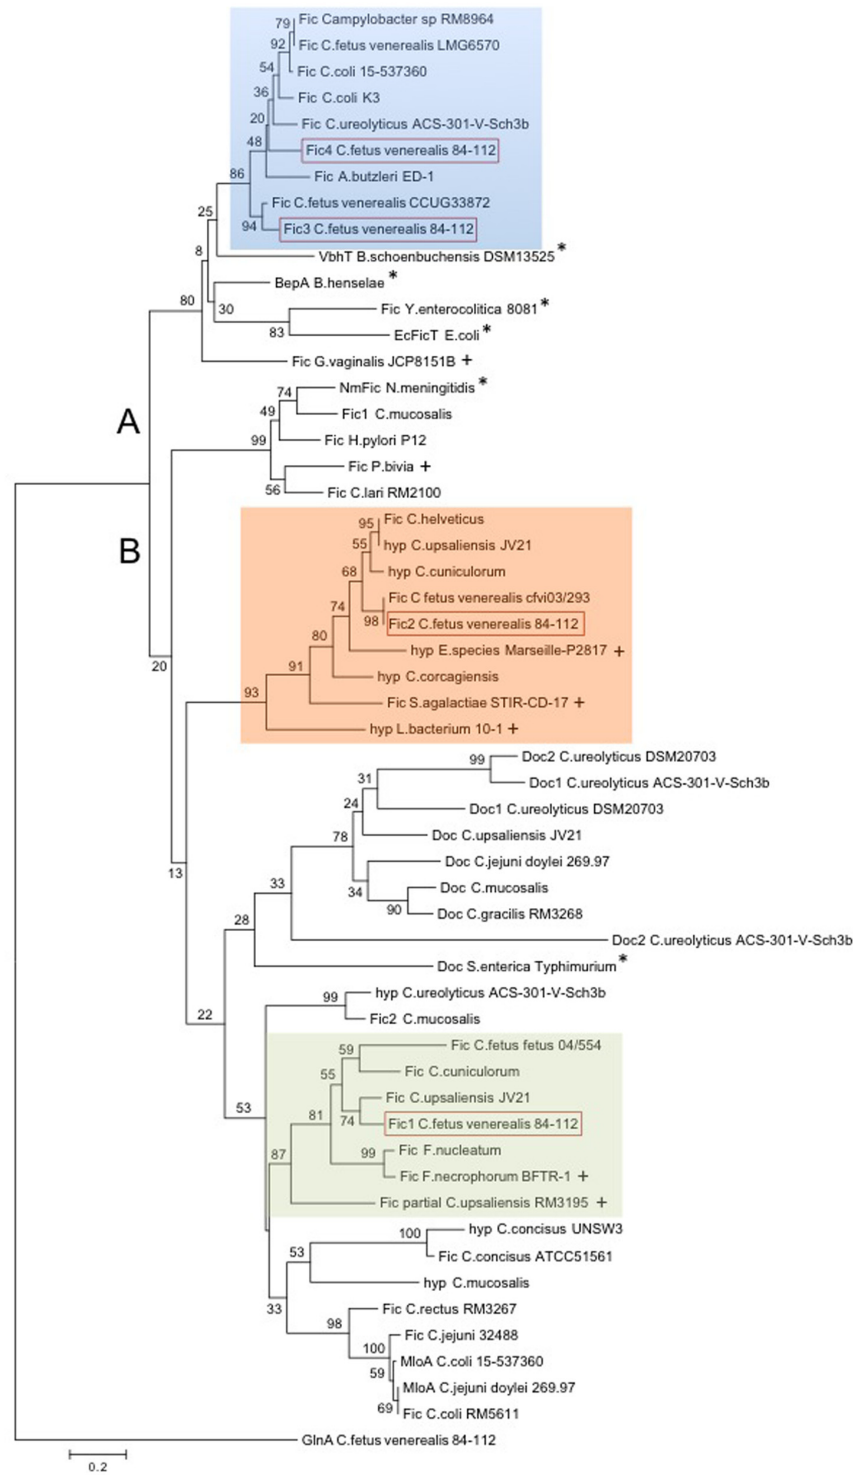 79 Fic Campylobacter sp RM8964
92 Fic C.fetus venerealis LMG6570
54 Fic C.coli 15-537360
36 Fic C.coli K3
20 Fic C.ureolyticus ACS-301-V-Sch3b
48 Fic4 C.fetus venerealis 84-112
86 Fic A.butzleri ED-1
Fic C.fetus venerealis CCUG33872
25 94 Fic3 C.fetus venerealis 84-112
8 VbhT B.schoenbuchensis DSM13525 *
BepA B.henselae *
80 30 Fic Y.enterocolitica 8081 *
83 EcFicT E.coli *
Fic G.vaginalis JCP8151B +
74 NmFic N.meningitidis *
A 49 Fic1 C.mucosalis
99 Fic H.pylori P12
Fic P.bivia +
56 Fic C.lari RM2100
95 Fic C.helveticus
B 55 hyp C.upsaliensis JV21
68 hyp C.cuniculorum
74 Fic C fetus venerealis cfvi03/293
98 Fic2 C.fetus venerealis 84-112
80 hyp E.species Marseille-P2817 +
20 91 hyp C.corcagiensis
93 Fic S.agalactiae STIR-CD-17 +
hyp L.bacterium 10-1 +
99 Doc2 C.ureolyticus DSM20703
31 Doc1 C.ureolyticus ACS-301-V-Sch3b
24 Doc1 C.ureolyticus DSM20703
78 Doc C.upsaliensis JV21
Doc C.jejuni doylei 269.97
13 33 34 Doc C.mucosalis
90 Doc C.gracilis RM3268
28 Doc2 C.ureolyticus ACS-301-V-Sch3b
Doc S.enterica Typhimurium *
99 hyp C.ureolyticus ACS-301-V-Sch3b
22 Fic2 C.mucosalis
59 Fic C.fetus fetus 04/554
55 Fic C.cuniculorum
Fic C.upsaliensis JV21
53 81 74 Fic1 C.fetus venerealis 84-112
87 99 Fic F.nucleatum
Fic F.necrophorum BFTR-1 +
Fic partial C.upsaliensis RM3195 +
100 hyp C.concisus UNSW3
53 Fic C.concisus ATCC51561
hyp C.mucosalis
33 98 Fic C.rectus RM3267
100 Fic C.jejuni 32488
59 MloA C.coli 15-537360
MloA C.jejuni doylei 269.97
69 Fic C.coli RM5611
GlnA C.fetus venerealis 84-112
0.2